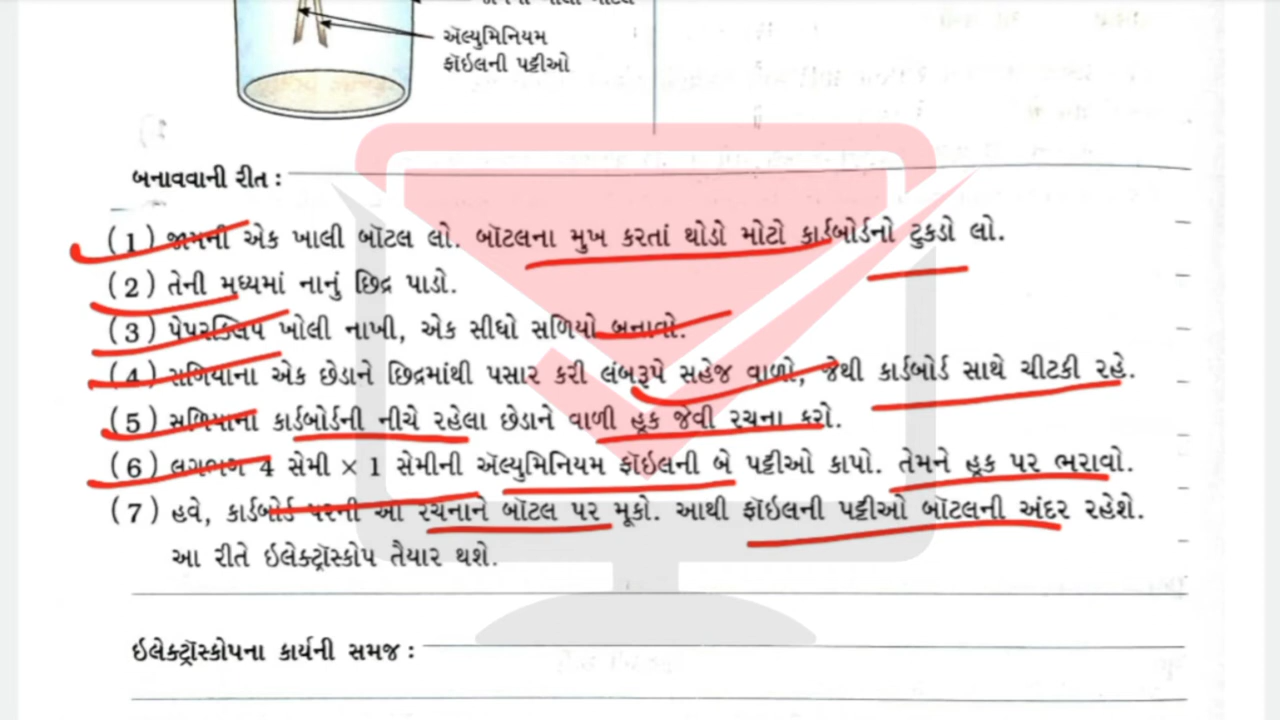 ઍલ્યુમિનિયમ
ફૉઇલની પટ્ટીઓ
બનાવવાની રીત :
(1) જામની એક ખાલી બૉટલ લો. બૉટલના મુખ કરતાં થોડો મોટો કાર્ડબોર્ડનો ટુકડો લો.
(2) તેની મધ્યમાં નાનું છિદ્ર પાડો.
(3) પેપરક્લિપ ખોલી નાખી, એક સીધો સળિયો બનાવો.
(4) સળિયાના એક છેડાને છિદ્રમાંથી પસાર કરી લંબરૂપે સહેજ વાળો, જેથી કાર્ડબોર્ડ સાથે ચીટકી રહે.
(5) સળિયાના કાર્ડબોર્ડની નીચે રહેલા છેડાને વાળી હૂક જેવી રચના કરો.
(6) લગભગ 4 સેમી × 1 સેમીની ઍલ્યુમિનિયમ ફૉઇલની બે પટ્ટીઓ કાપો. તેમને હૂક પર ભરાવો.
(7) હવે, કાર્ડબોર્ડ પરની આ રચનાને બૉટલ પર મૂકો. આથી ફૉઇલની પટ્ટીઓ બૉટલની અંદર રહેશે.
આ રીતે ઇલેક્ટ્રૉસ્કોપ તૈયાર થશે.
ઇલેક્ટ્રૉસ્કોપના કાર્યની સમજ :